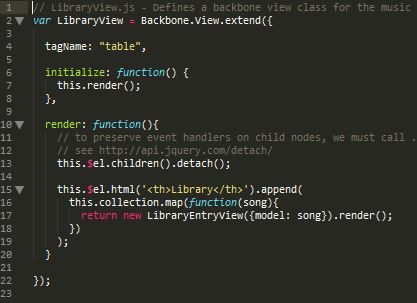 1 // LibraryView.js - Defines a backbone view class for the music
2 var LibraryView = Backbone.View.extend({
3
4 tagName: "table",
5
6 initialize: function() {
7 this.render();
8 },
9
10 render: function(){
11 // to preserve event handlers on child nodes, we must call .
12 // see http://api.jquery.com/detach/
13 this.$el.children().detach();
14
15 this.$el.html('<th>Library</th>').append(
16 this.collection.map(function(song){
17 return new LibraryEntryView({model: song}).render();
18 })
19 );
20 }
21
22 });
23